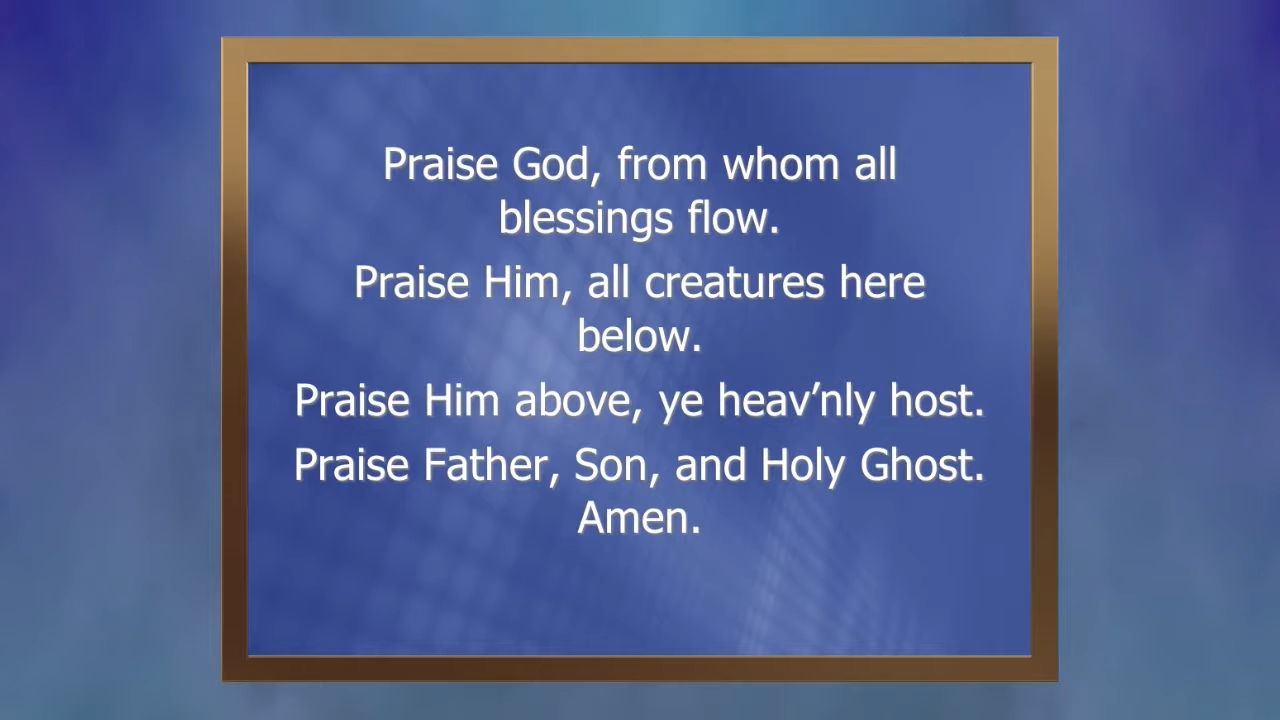 Praise God, from whom all
blessings flow.
Praise Him, all creatures here
below.
Praise Him above, ye heav’nly host.
Praise Father, Son, and Holy Ghost.
Amen.